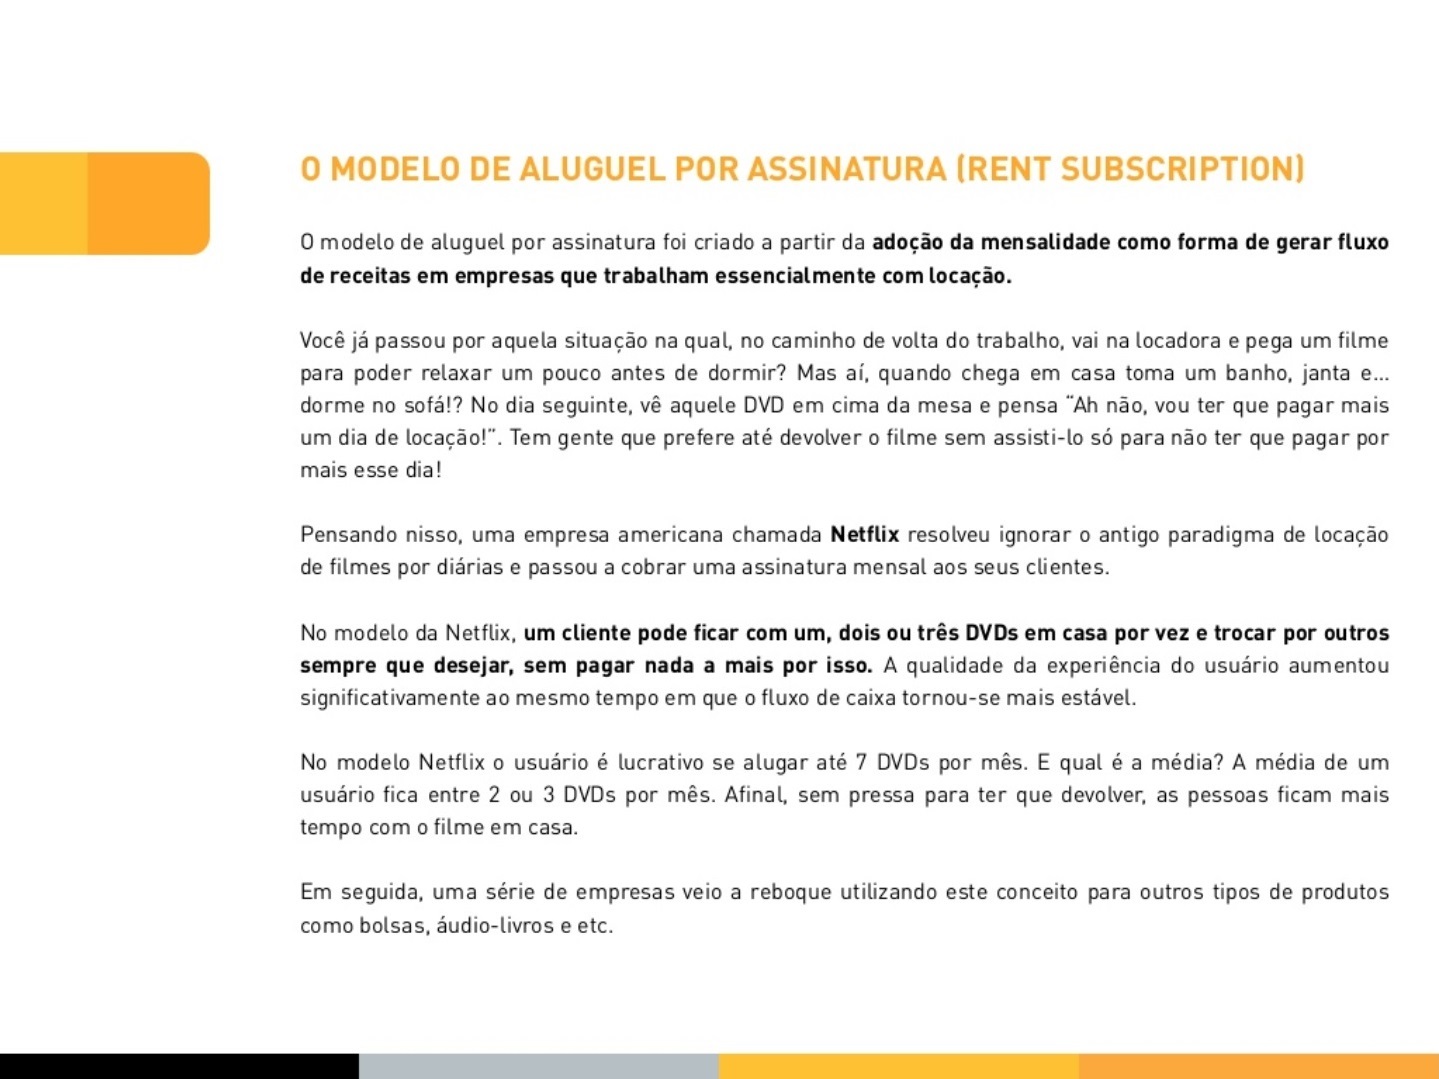 O MODELO DE ALUGUEL POR ASSINATURA (RENT SUBSCRIPTION)
O modelo de aluguel por assinatura foi criado a partir da adoção da mensalidade como forma de gerar fluxo
de receitas em empresas que trabalham essencialmente com locação.
Você já passou por aquela situação na qual, no caminho de volta do trabalho, vai na locadora e pega um filme
para poder relaxar um pouco antes de dormir? Mas aí, quando chega em casa toma um banho, janta e...
dorme no sofá!? No dia seguinte, vê aquele DVD em cima da mesa e pensa “Ah não, vou ter que pagar mais
um dia de locação!”. Tem gente que prefere até devolver o filme sem assisti-lo só para não ter que pagar por
mais esse dia!
Pensando nisso, uma empresa americana chamada Netflix resolveu ignorar o antigo paradigma de locação
de filmes por diárias e passou a cobrar uma assinatura mensal aos seus clientes.
No modelo da Netflix, um cliente pode ficar com um, dois ou três DVDs em casa por vez e trocar por outros
sempre que desejar, sem pagar nada a mais por isso. A qualidade da experiência do usuário aumentou
significativamente ao mesmo tempo em que o fluxo de caixa tornou-se mais estável.
No modelo Netflix o usuário é lucrativo se alugar até 7 DVDs por mês. E qual é a média? A média de um
usuário fica entre 2 ou 3 DVDs por mês. Afinal, sem pressa para ter que devolver, as pessoas ficam mais
tempo com o filme em casa.
Em seguida, uma série de empresas veio a reboque utilizando este conceito para outros tipos de produtos
como bolsas, áudio-livros e etc.